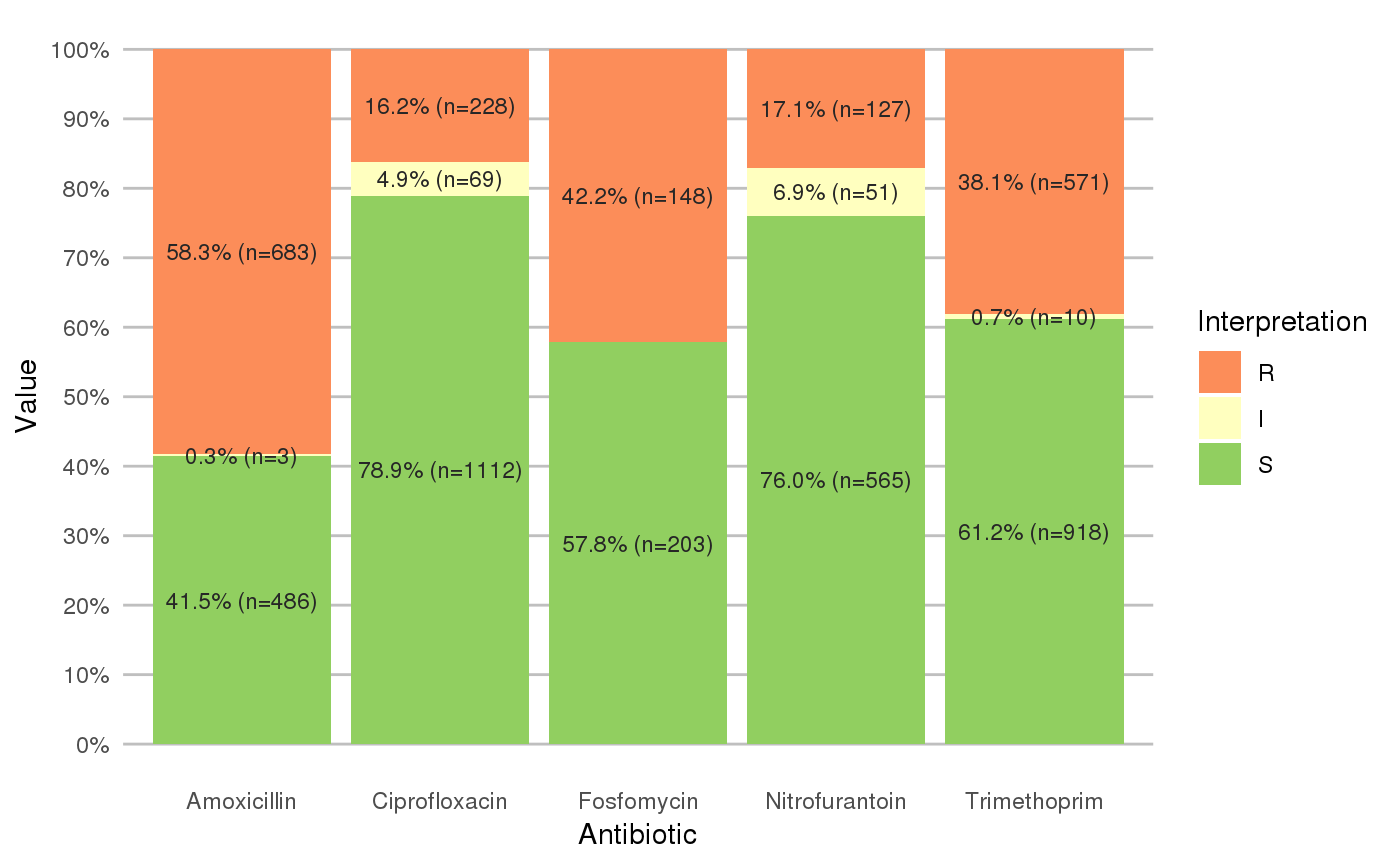 100%
90%
80%
70%
60%
50%
40%
30%
20%
10%
0%
Value
58.3% (n=683)
0.3% (n=3)
41.5% (n=486)
16.2% (n=228)
4.9% (n=69)
78.9% (n=1112)
42.2% (n=148)
57.8% (n=203)
17.1% (n=127)
6.9% (n=51)
76.0% (n=565)
38.1% (n=571)
0.7% (n=10)
61.2% (n=918)
Amoxicillin
Ciprofloxacin
Fosfomycin
Nitrofurantoin
Trimethoprim
Antibiotic
Interpretation
R
I
S